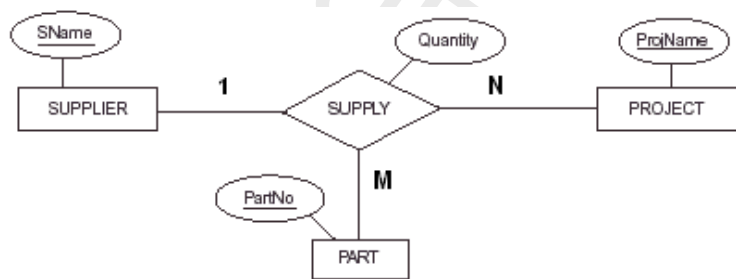 SName
Quantity
ProjName
SUPPLIER
1
SUPPLY
N
PROJECT
M
PartNo
PART